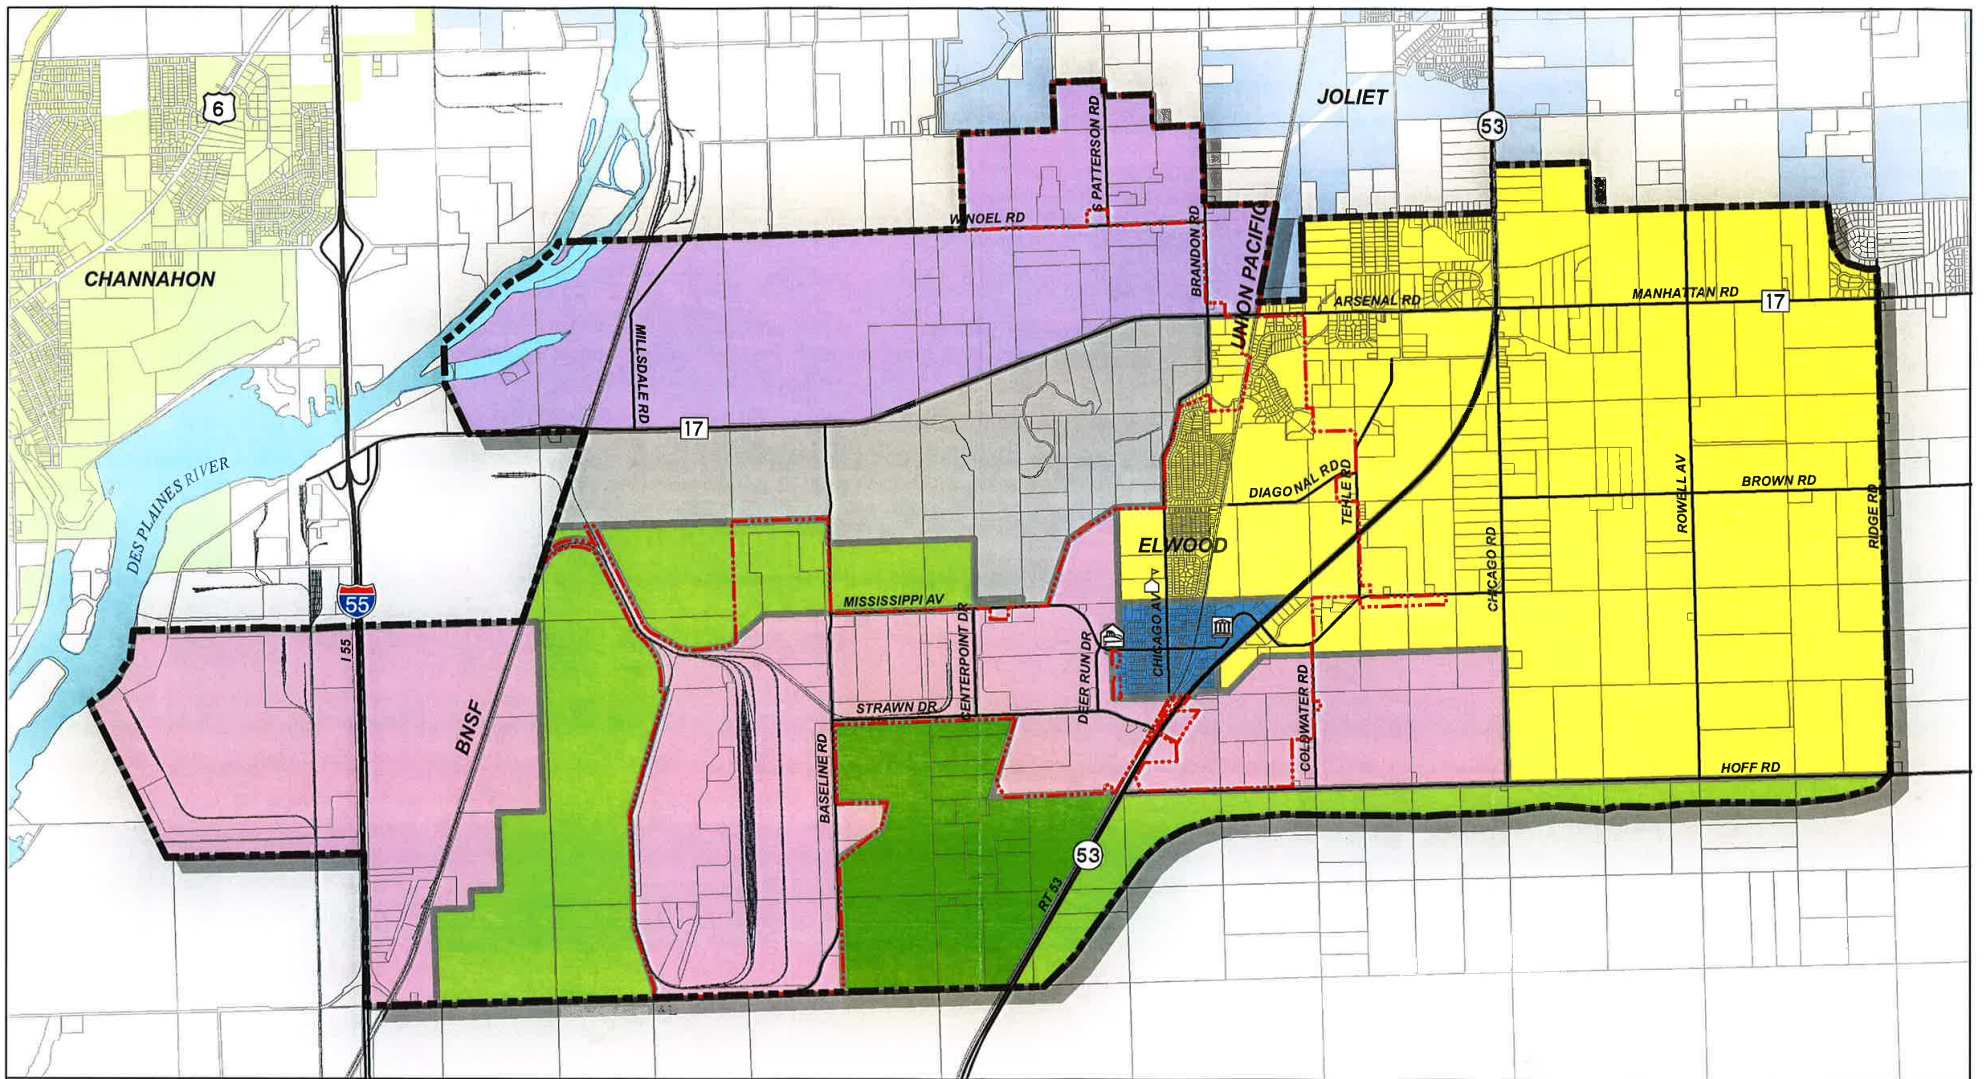 6
JOLIET
53
S PATTERSON RD
W NOEL RD
BRANDON RD
UNION PACIFIC
CHANNAHON
ARSENAL RD
MANHATTAN RD
17
MILLSDALE RD
17
DES PLAINES RIVER
DIAGONAL RD
TEHLE RD
ROWELL AV
BROWN RD
RIDGE RD
ELWOOD
CHICAGO RD
55
I 55
MISSISSIPPI AV
CENTERPOINT DR
DEER RUN DR
CHICAGO AV
BNSF
STRAWN DR
COLDWATER RD
BASELINE RD
HOFF RD
53
RT 53